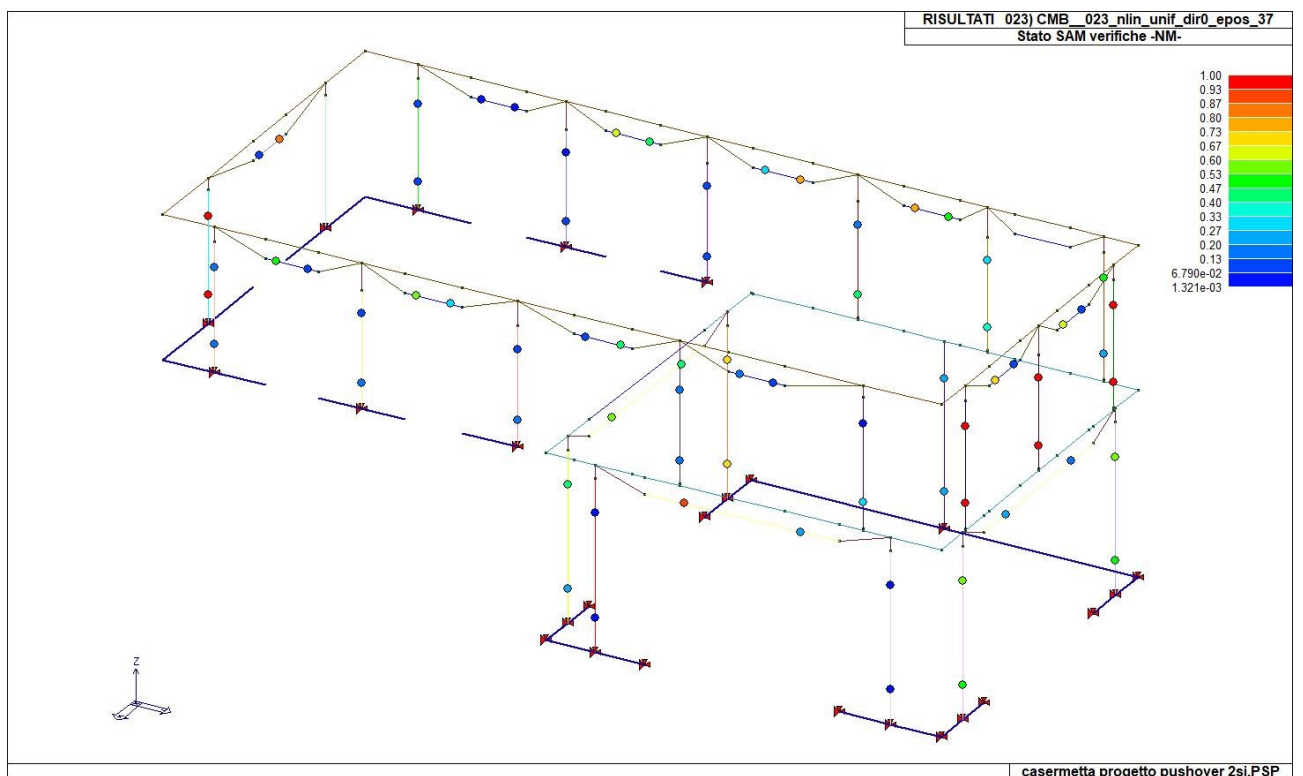 RISULTATI 023) CMB__023_nlin_unif_dir0_epos_37
Stato SAM verifiche -NM-
1.00
0.93
0.87
0.80
0.73
0.67
0.60
0.53
0.47
0.40
0.33
0.27
0.20
0.13
6.790e-02
1.321e-03
Z
casermetta progetto pushover 2si.PSP